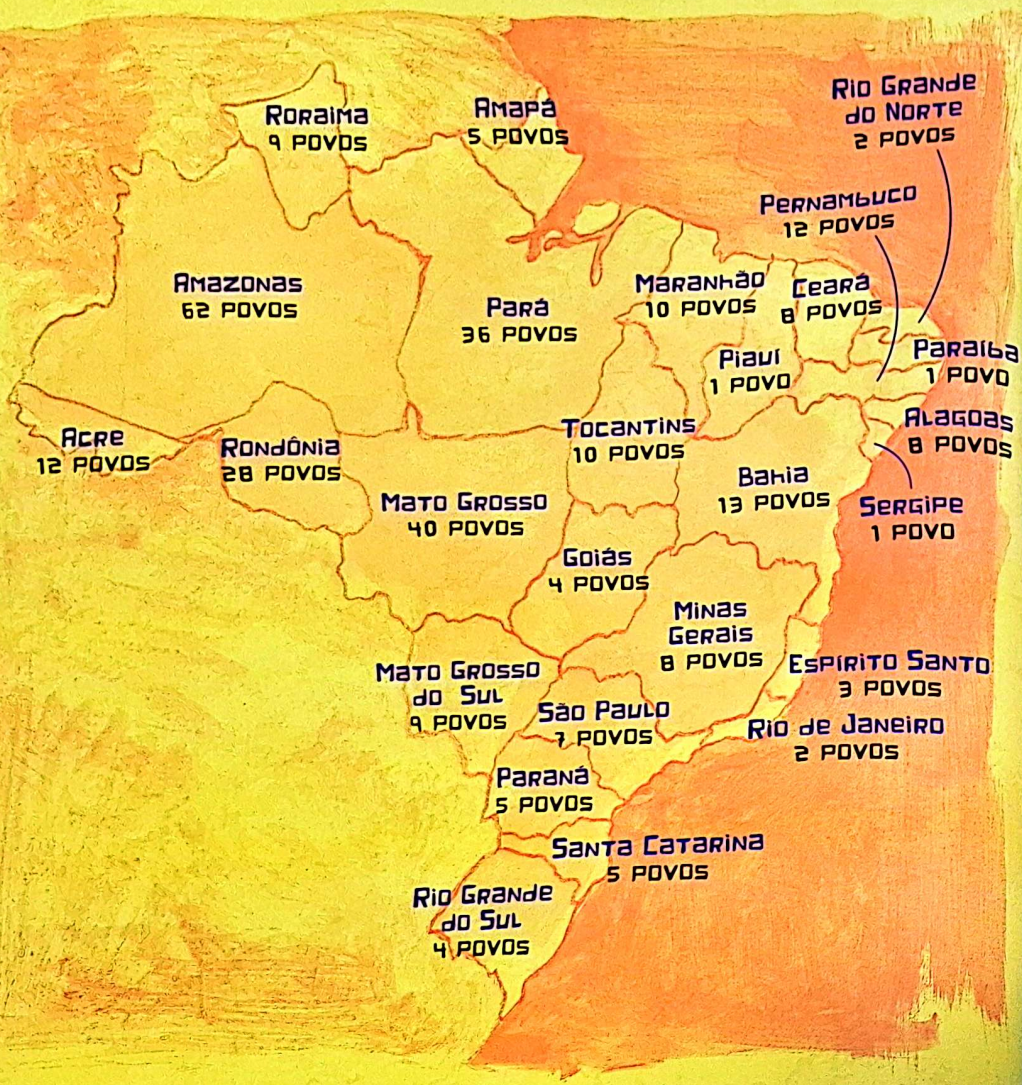 Roraima
9 povos
Amapá
5 povos
Rio Grande
do Norte
2 povos
Pernambuco
12 povos
Amazonas
62 povos
Pará
36 povos
Maranhão
10 povos
Ceará
8 povos
Piauí
1 povo
Paraíba
1 povo
Acre
12 povos
Rondônia
28 povos
Tocantins
10 povos
Alagoas
8 povos
Mato Grosso
40 povos
Bahia
13 povos
Sergipe
1 povo
Goiás
4 povos
Minas
Gerais
8 povos
Espírito Santo
3 povos
Mato Grosso
do Sul
9 povos
São Paulo
7 povos
Rio de Janeiro
2 povos
Paraná
5 povos
Santa Catarina
5 povos
Rio Grande
do Sul
4 povos